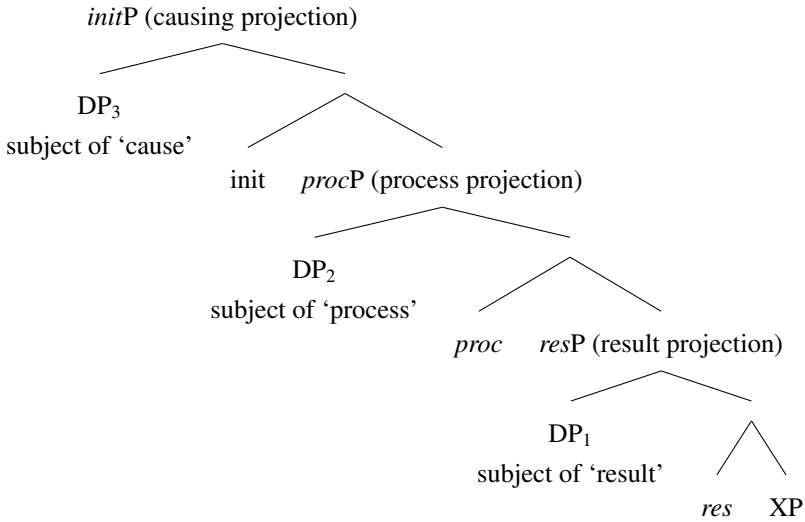 initP (causing projection)
DP₃
subject of ‘cause’
init procP (process projection)
DP₂
subject of ‘process’
proc resP (result projection)
DP₁
subject of ‘result’
res XP